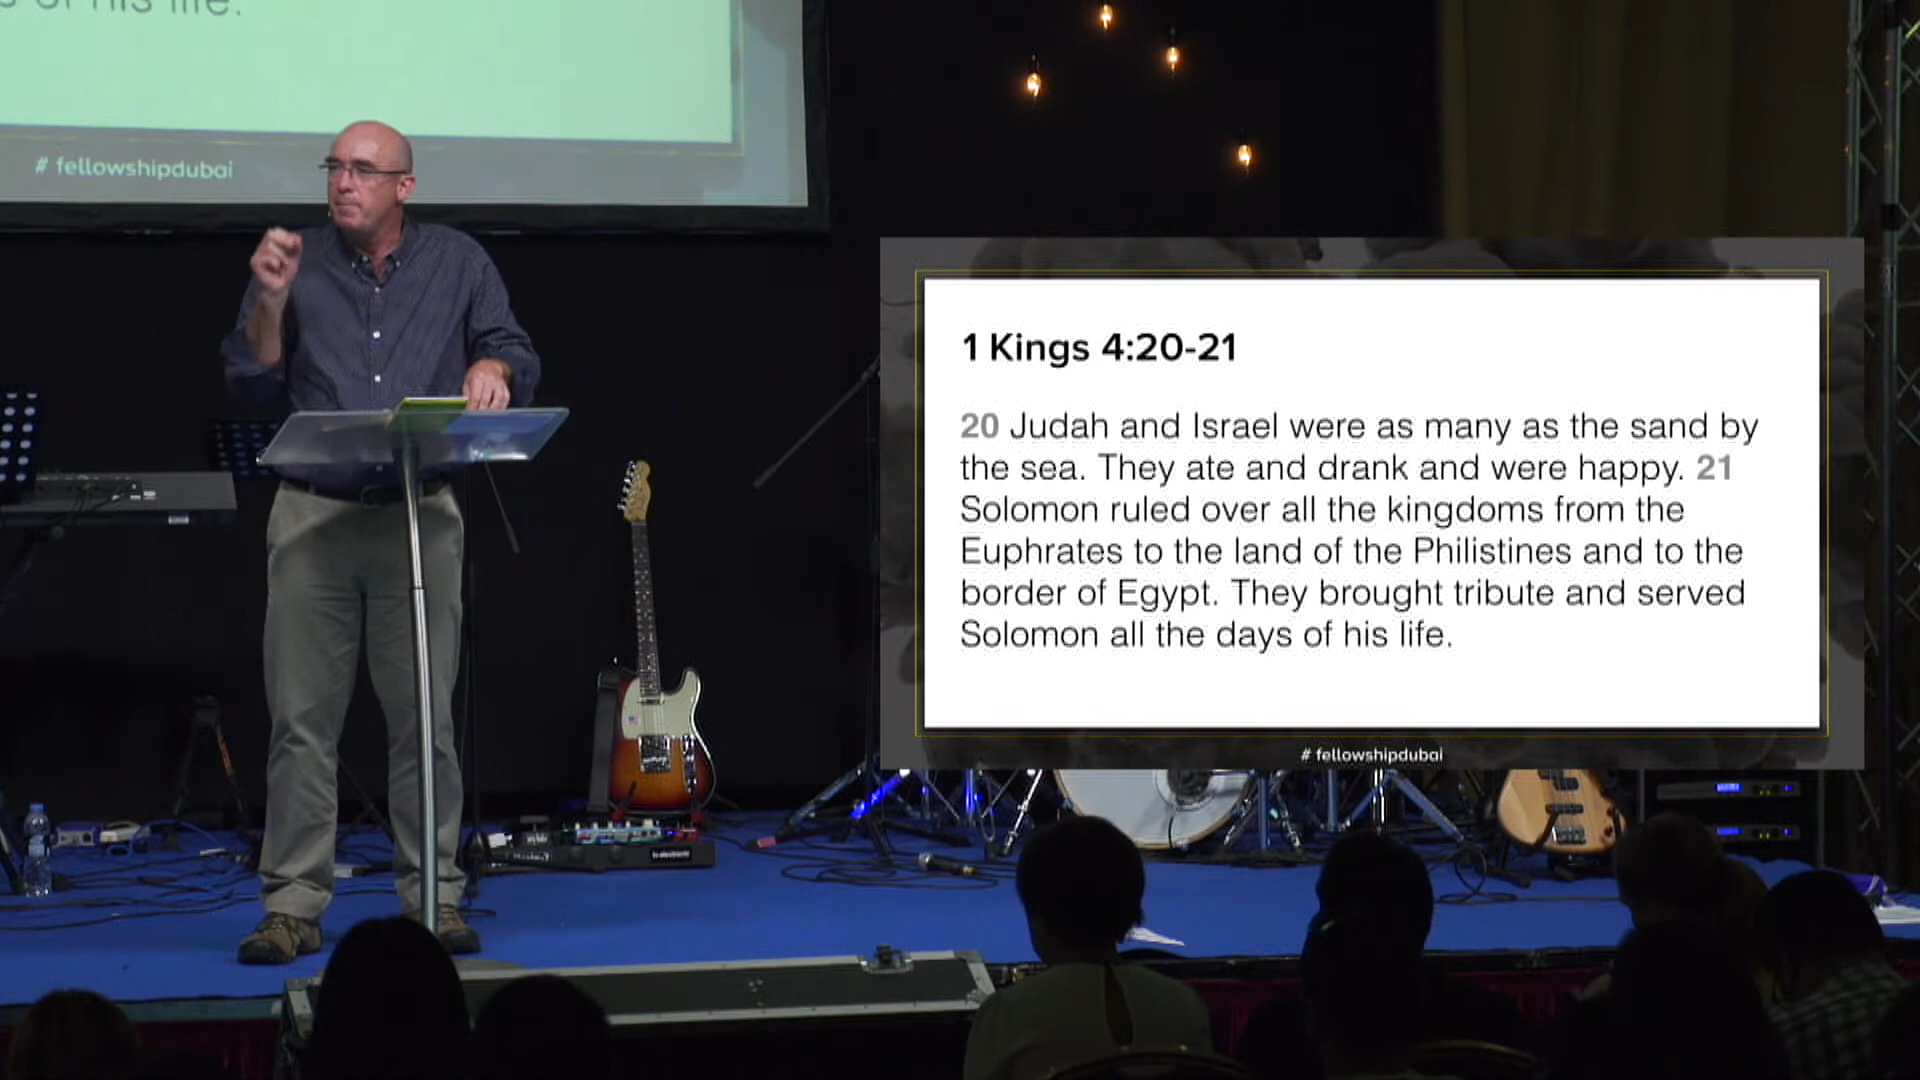 s of his life.
# fellowshipdubai
1 Kings 4:20-21
20 Judah and Israel were as many as the sand by
the sea. They ate and drank and were happy. 21
Solomon ruled over all the kingdoms from the
Euphrates to the land of the Philistines and to the
border of Egypt. They brought tribute and served
Solomon all the days of his life.
# fellowshipdubai